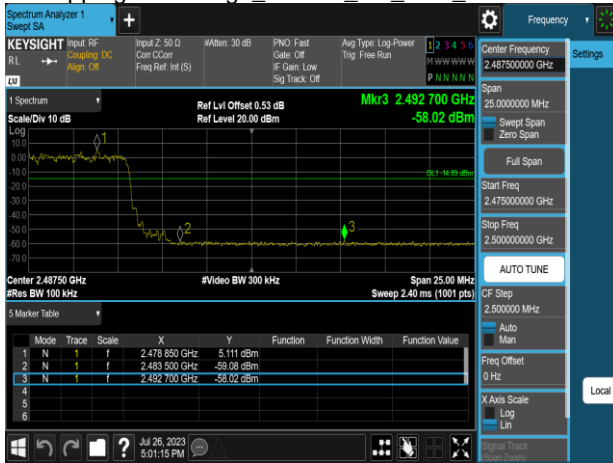 Spectrum Analyzer 1
Swept SA
Frequency
KEYSIGHT
RL
LXI
Input: RF
Coupling: DC
Align: Off
Input Z: 50 Ω
Corr CCorr
Freq Ref: Int (S)
#Atten: 30 dB
PNO: Fast
Gate: Off
IF Gain: Low
Sig Track: Off
Avg Type: Log-Power
Trig: Free Run
1 2 3 4 5 6
M W W W W W
P N N N N N
Center Frequency
2.487500000 GHz
Settings
1 Spectrum
Scale/Div 10 dB
Ref Lvl Offset 0.53 dB
Ref Level 20.00 dBm
Mkr3 2.492 700 GHz
-58.02 dBm
Span
25.0000000 MHz
Swept Span
Zero Span
Full Span
Log
10.0
0.00
-10.0
-20.0
-30.0
-40.0
-50.0
-60.0
-70.0
1
2
3
DL1 -14.89 dBm
Start Freq
2.475000000 GHz
Stop Freq
2.500000000 GHz
AUTO TUNE
Center 2.48750 GHz
#Res BW 100 kHz
#Video BW 300 kHz
Span 25.00 MHz
Sweep 2.40 ms (1001 pts)
CF Step
2.500000 MHz
Auto
Man
5 Marker Table
Mode Trace Scale X Y Function Function Width Function Value
1 N 1 f 2.478 850 GHz 5.111 dBm
2 N 1 f 2.483 500 GHz -59.08 dBm
3 N 1 f 2.492 700 GHz -58.02 dBm
4
5
6
Freq Offset
0 Hz
X Axis Scale
Log
Lin
Local
Signal Track
(Span Zoom)
?
Jul 26, 2023
5:01:15 PM